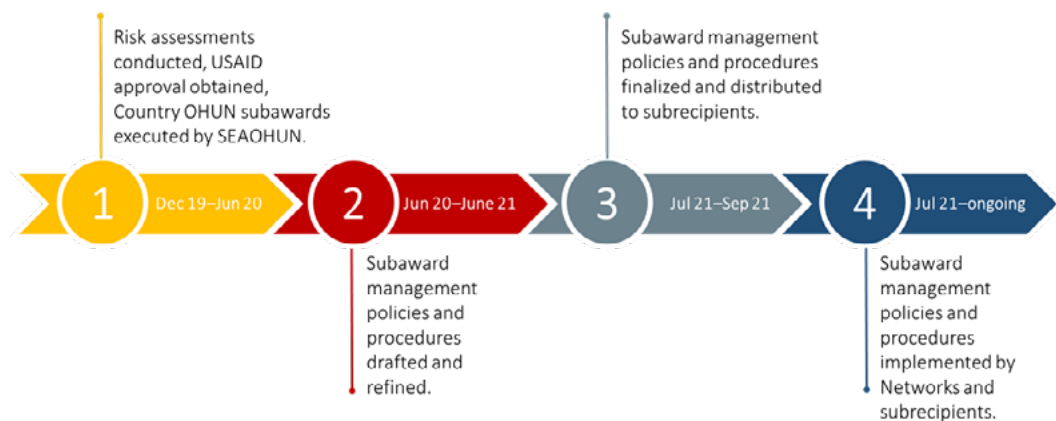 Risk assessments
conducted, USAID
approval obtained,
Country OHUN subawards
executed by SEAOHUN.
Subaward management
policies and procedures
finalized and distributed
to subrecipients.
1
Dec 19–Jun 20
2
Jun 20–June 21
3
Jul 21–Sep 21
4
Jul 21–ongoing
Subaward
management
policies and
procedures
drafted and
refined.
Subaward
management
policies and
procedures
implemented by
Networks and
subrecipients.